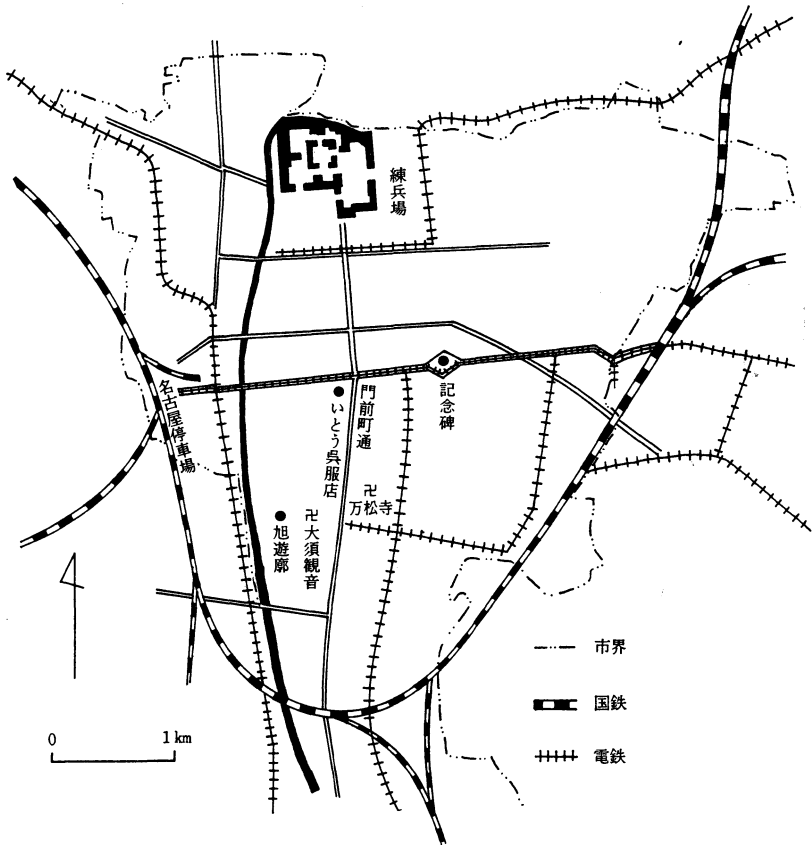 練兵場
名古屋停車場
いとう呉服店
門前町通
記念碑
卍
万松寺
旭遊廓
卍大須観音
市界
国鉄
電鉄
0
1km